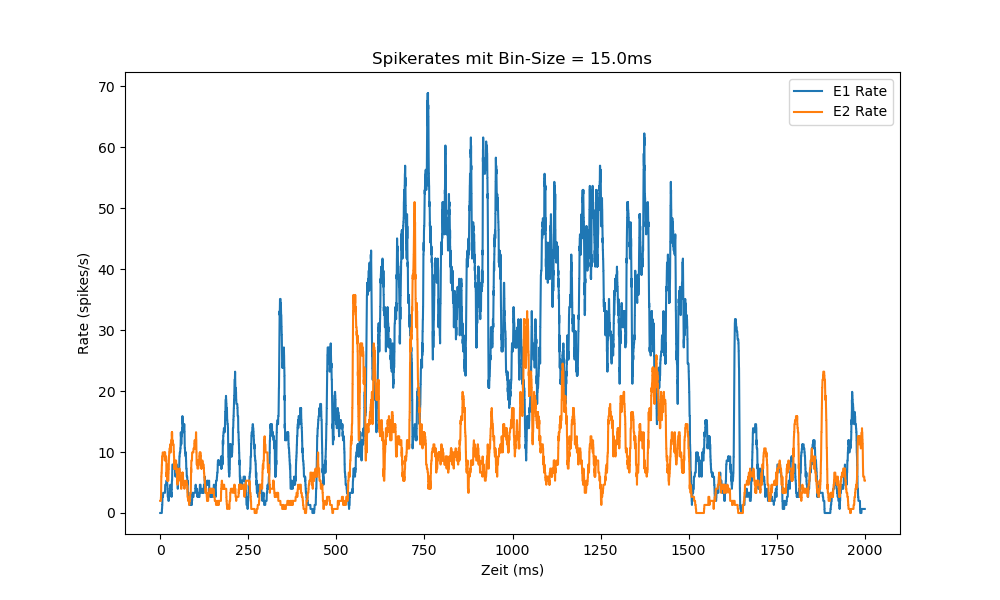 Spikerates mit Bin-Size = 15.0ms
E1 Rate
E2 Rate
70
60
50
40
30
20
10
0
Rate (spikes/s)
0 250 500 750 1000 1250 1500 1750 2000
Zeit (ms)